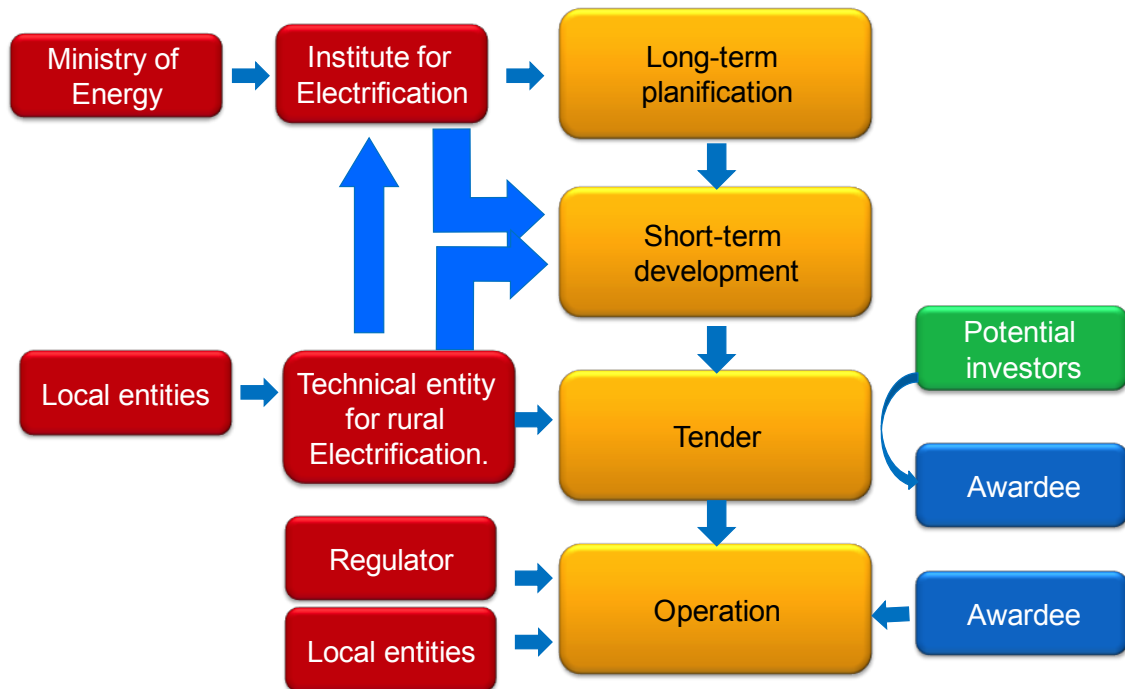 Ministry of
Energy
Institute for
Electrification
Long-term
planification
Short-term
development
Potential
investors
Local entities
Technical entity
for rural
Electrification.
Tender
Awardee
Regulator
Operation
Awardee
Local entities